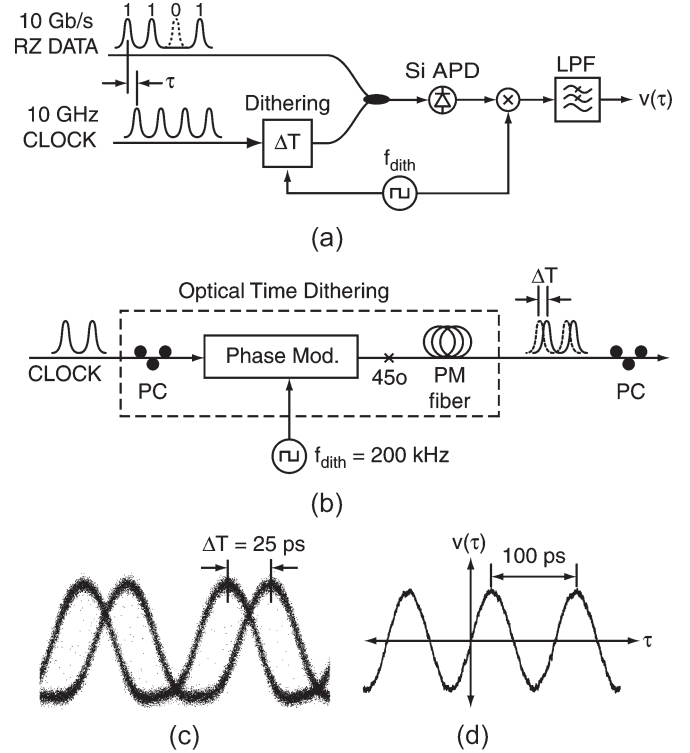 10 Gb/s
RZ DATA
1 1 0 1
τ
10 GHz
CLOCK
Dithering
ΔT
Si APD
LPF
v(τ)
f_dith
(a)
Optical Time Dithering
CLOCK
PC
Phase Mod.
45o
PM
fiber
ΔT
PC
f_dith = 200 kHz
(b)
ΔT = 25 ps
(c)
v(τ)
100 ps
τ
(d)